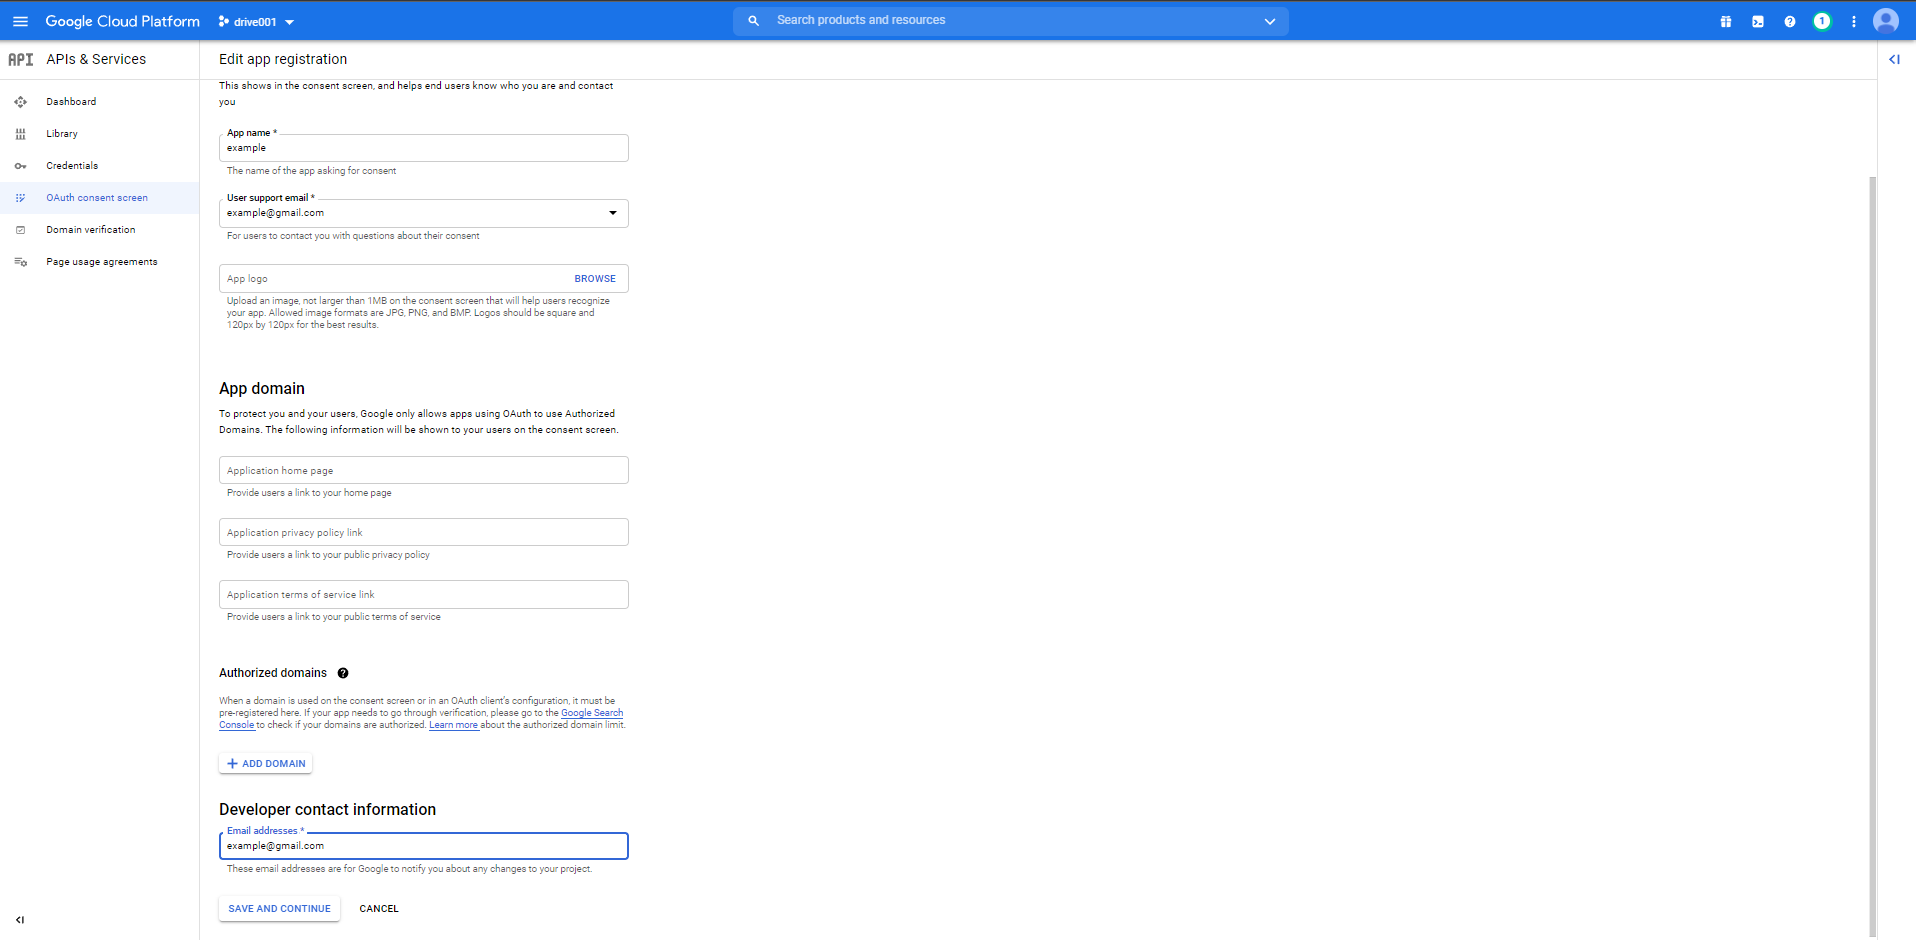 Google Cloud Platform
drive001
Search products and resources
1
API
APIs & Services
Edit app registration
Dashboard
Library
Credentials
OAuth consent screen
Domain verification
Page usage agreements
This shows in the consent screen, and helps end users know who you are and contact
you
App name *
example
The name of the app asking for consent
User support email *
example@gmail.com
For users to contact you with questions about their consent
App logo
BROWSE
Upload an image, not larger than 1MB on the consent screen that will help users recognize
your app. Allowed image formats are JPG, PNG, and BMP. Logos should be square and
120px by 120px for the best results.
App domain
To protect you and your users, Google only allows apps using OAuth to use Authorized
Domains. The following information will be shown to your users on the consent screen.
Application home page
Provide users a link to your home page
Application privacy policy link
Provide users a link to your public privacy policy
Application terms of service link
Provide users a link to your public terms of service
Authorized domains
When a domain is used on the consent screen or in an OAuth client's configuration, it must be
pre-registered here. If your app needs to go through verification, please go to the Google Search
Console to check if your domains are authorized. Learn more about the authorized domain limit.
ADD DOMAIN
Developer contact information
Email addresses *
example@gmail.com
These email addresses are for Google to notify you about any changes to your project.
SAVE AND CONTINUE
CANCEL